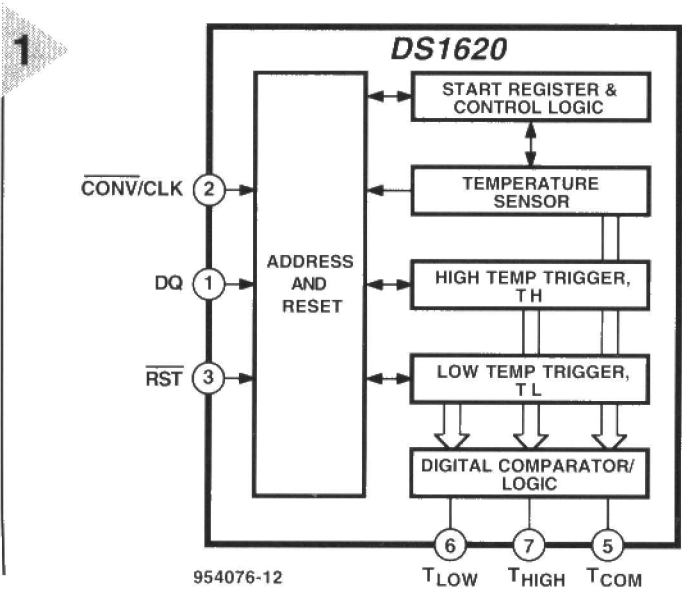 1
DS1620
START REGISTER &
CONTROL LOGIC
CONV/CLK
2
TEMPERATURE
SENSOR
DQ
1
ADDRESS
AND
RESET
HIGH TEMP TRIGGER,
TH
RST
3
LOW TEMP TRIGGER,
TL
DIGITAL COMPARATOR/
LOGIC
6
7
5
954076-12
TLOW
THIGH
TCOM